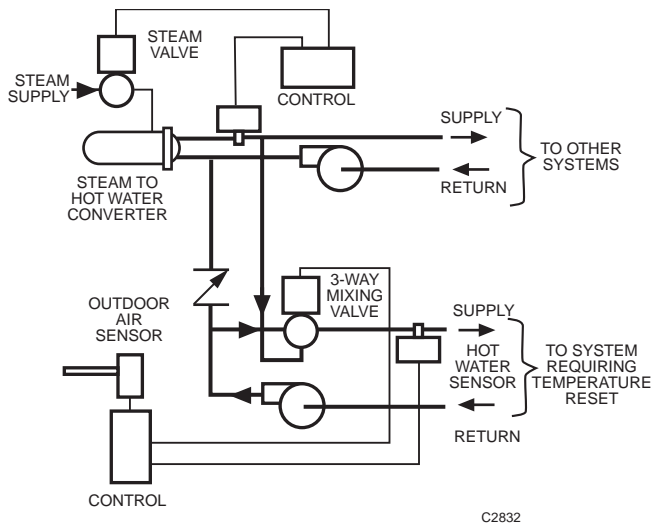 STEAM
VALVE
STEAM
SUPPLY
CONTROL
SUPPLY
TO OTHER
SYSTEMS
RETURN
STEAM TO
HOT WATER
CONVERTER
3-WAY
MIXING
VALVE
OUTDOOR
AIR
SENSOR
SUPPLY
HOT
WATER
SENSOR
TO SYSTEM
REQUIRING
TEMPERATURE
RESET
RETURN
CONTROL
C2832